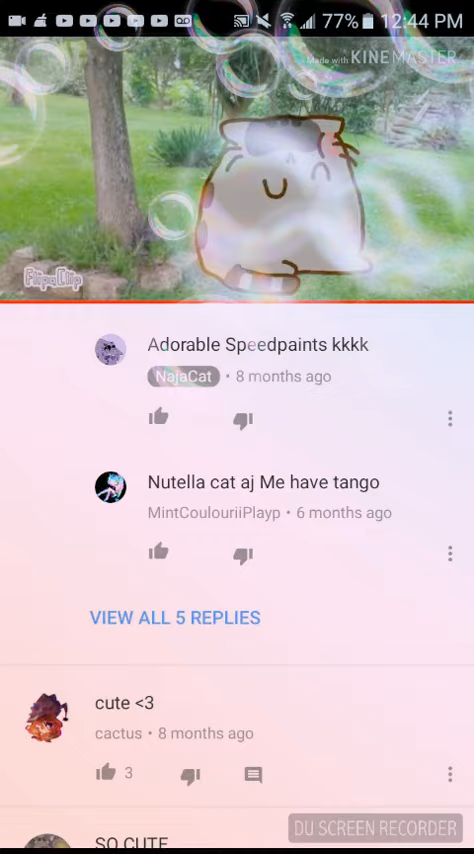 77% 12:44 PM
Made with KINEMASTER
FlipaClip
Adorable Speedpaints kkkk
NajaCat • 8 months ago
Nutella cat aj Me have tango
MintCoulouriiPlayp • 6 months ago
VIEW ALL 5 REPLIES
cute <3
cactus • 8 months ago
3
DU SCREEN RECORDER
SO CUTE